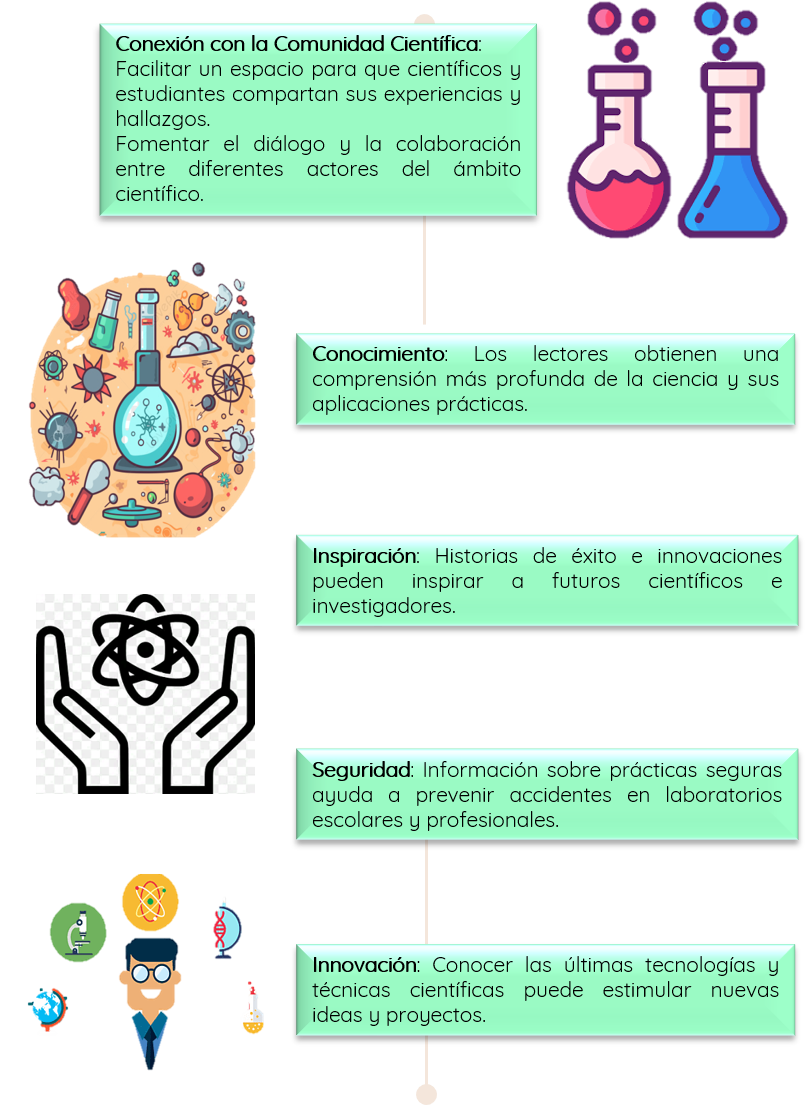 Conexión con la Comunidad Científica:
Facilitar un espacio para que científicos y
estudiantes compartan sus experiencias y
hallazgos.
Fomentar el diálogo y la colaboración
entre diferentes actores del ámbito
científico.
Conocimiento: Los lectores obtienen una
comprensión más profunda de la ciencia y sus
aplicaciones prácticas.
Inspiración: Historias de éxito e innovaciones
pueden inspirar a futuros científicos e
investigadores.
Seguridad: Información sobre prácticas seguras
ayuda a prevenir accidentes en laboratorios
escolares y profesionales.
Innovación: Conocer las últimas tecnologías y
técnicas científicas puede estimular nuevas
ideas y proyectos.